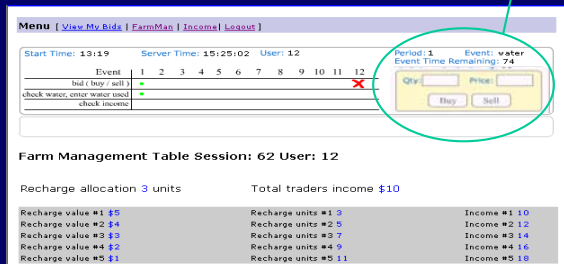 Menu [ View My Bids | FarmMan | Income| Logout ]
Start Time: 13:19 Server Time: 15:25:02 User: 12
Period: 1 Event: water
Event Time Remaining: 74
Event 1 2 3 4 5 6 7 8 9 10 11 12
bid ( buy / sell )
check water, enter water used
check income
Qty: Price:
Buy Sell
Farm Management Table Session: 62 User: 12
Recharge allocation 3 units Total traders income $10
Recharge value #1 $5 Recharge units #1 3 Income #1 10
Recharge value #2 $4 Recharge units #2 5 Income #2 12
Recharge value #3 $3 Recharge units #3 7 Income #3 14
Recharge value #4 $2 Recharge units #4 9 Income #4 16
Recharge value #5 $1 Recharge units #5 11 Income #5 18